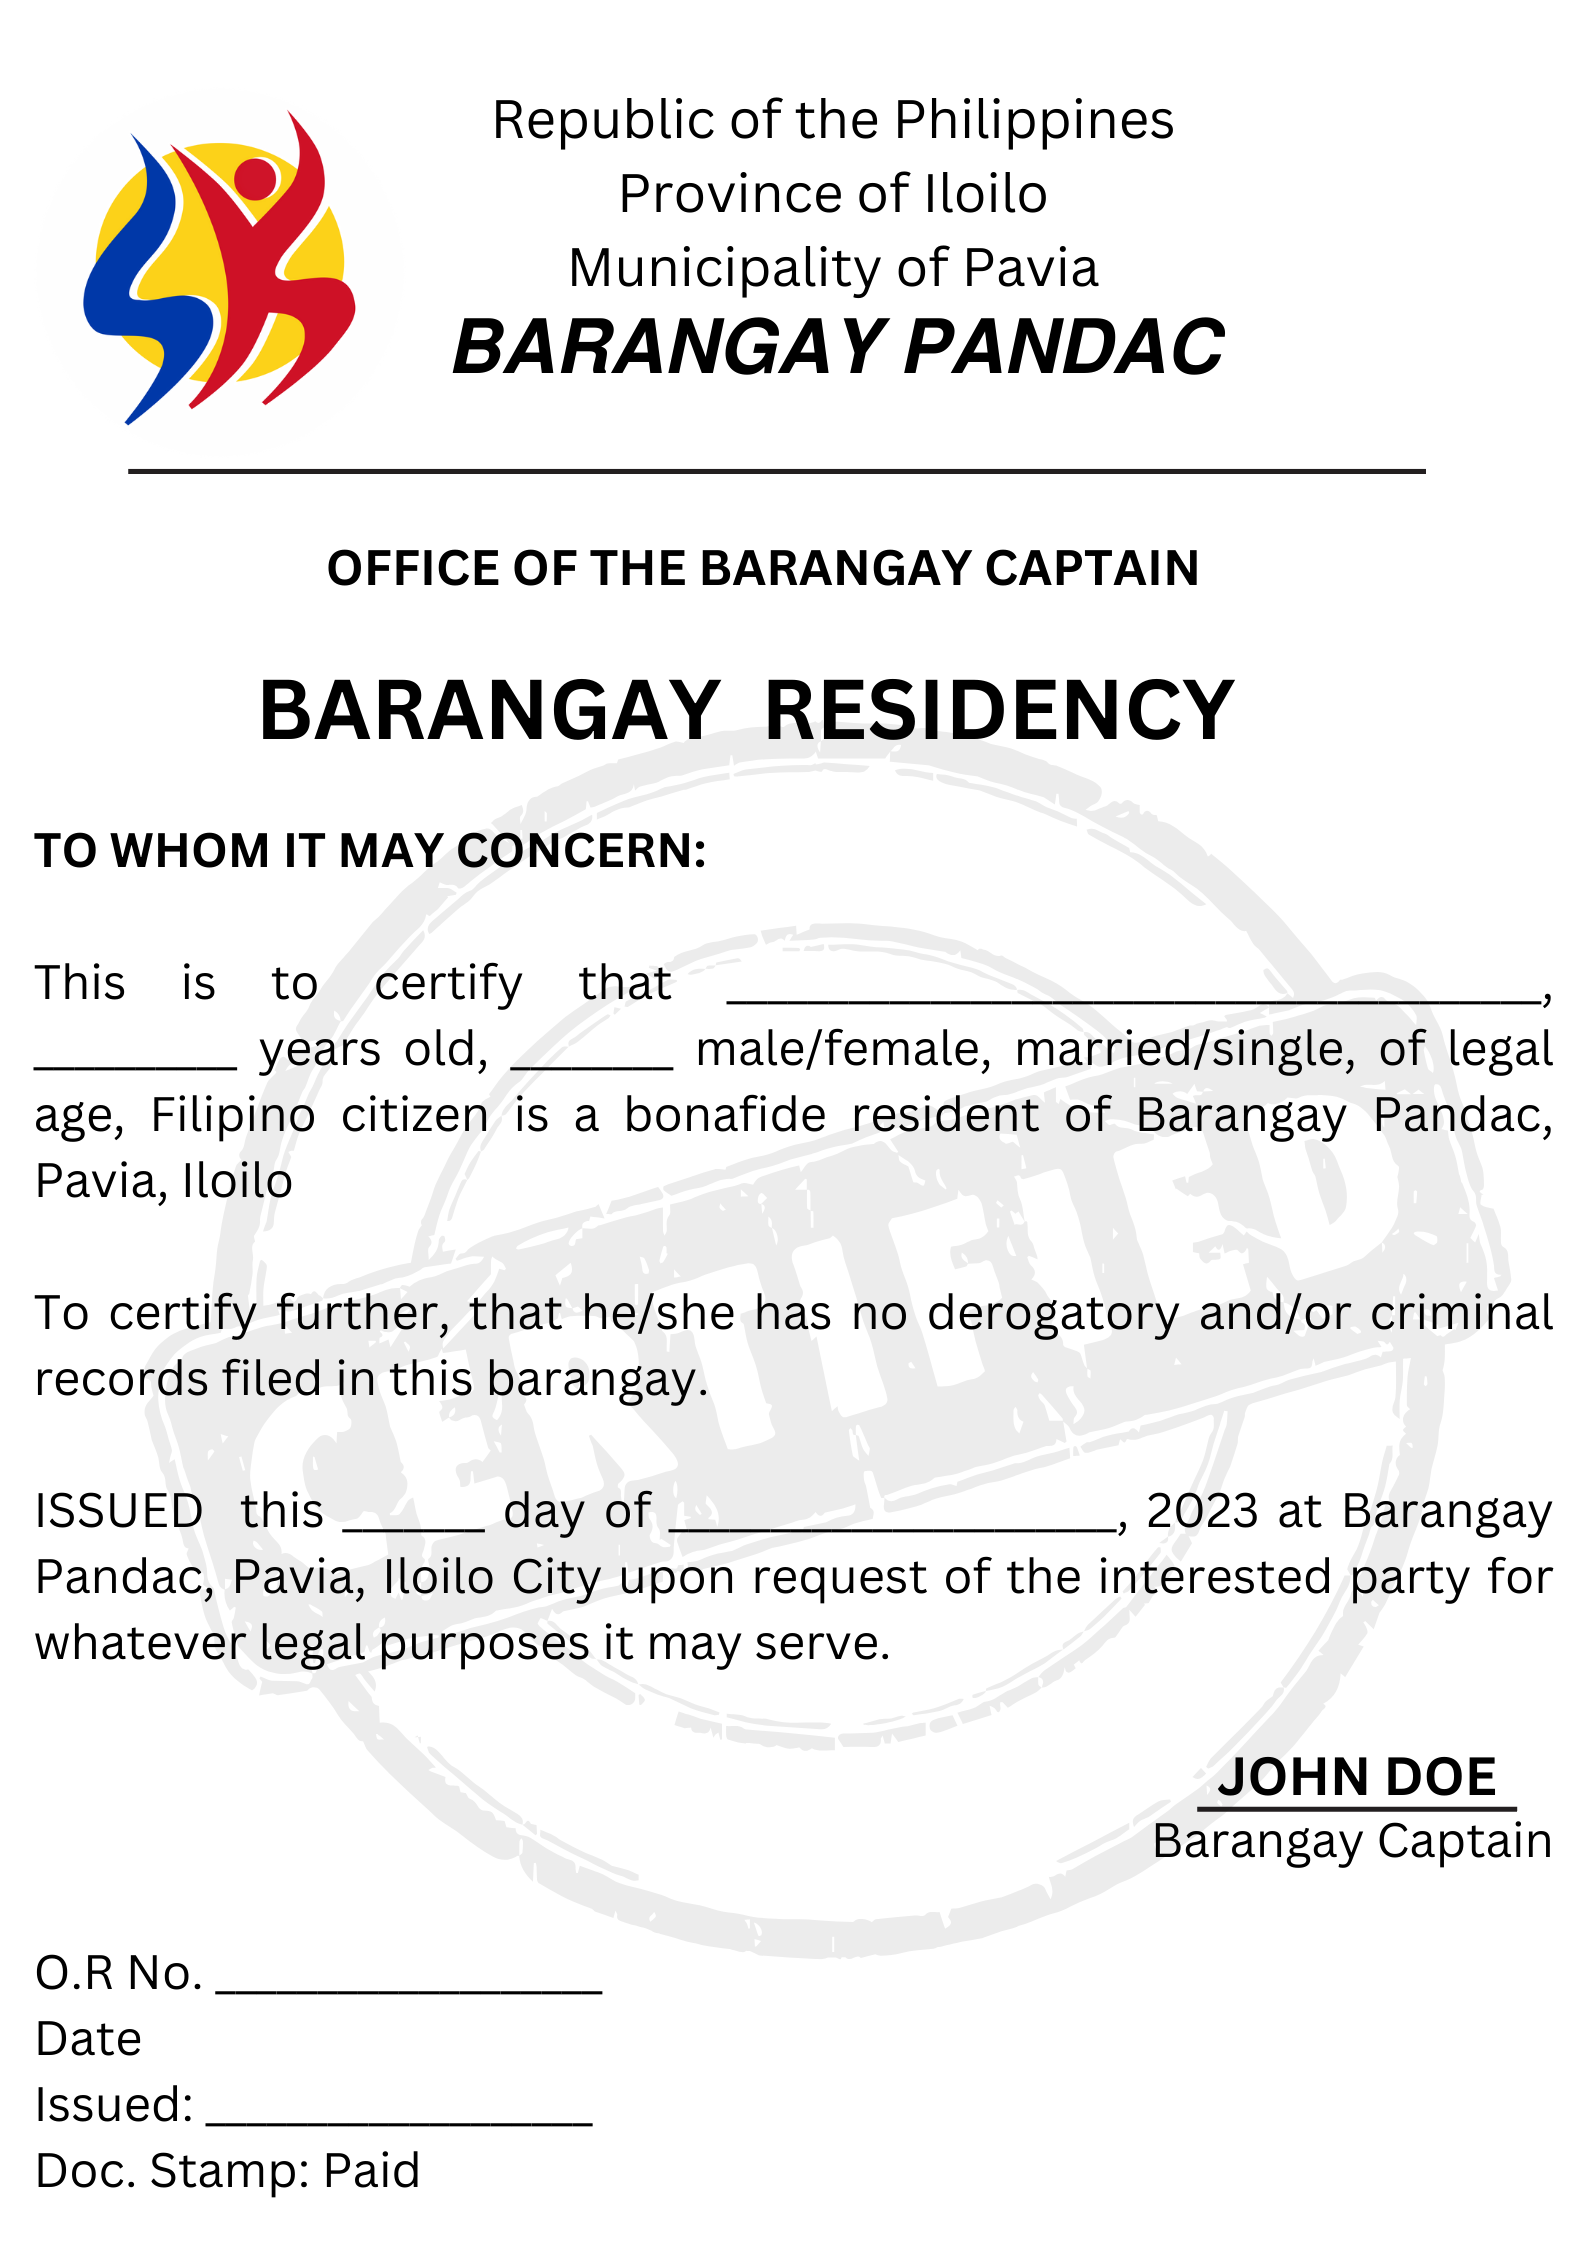 Republic of the Philippines
Province of Iloilo
Municipality of Pavia
BARANGAY PANDAC
OFFICE OF THE BARANGAY CAPTAIN
BARANGAY RESIDENCY
TO WHOM IT MAY CONCERN:
This is to certify that ________________________________________,
__________ years old, ________ male/female, married/single, of legal
age, Filipino citizen is a bonafide resident of Barangay Pandac,
Pavia, Iloilo
To certify further, that he/she has no derogatory and/or criminal
records filed in this barangay.
CERTIFIED
ISSUED this _______ day of ______________________, 2023 at Barangay
Pandac, Pavia, Iloilo City upon request of the interested party for
whatever legal purposes it may serve.
JOHN DOE
Barangay Captain
O.R No. ___________________
Date
Issued: ___________________
Doc. Stamp: Paid